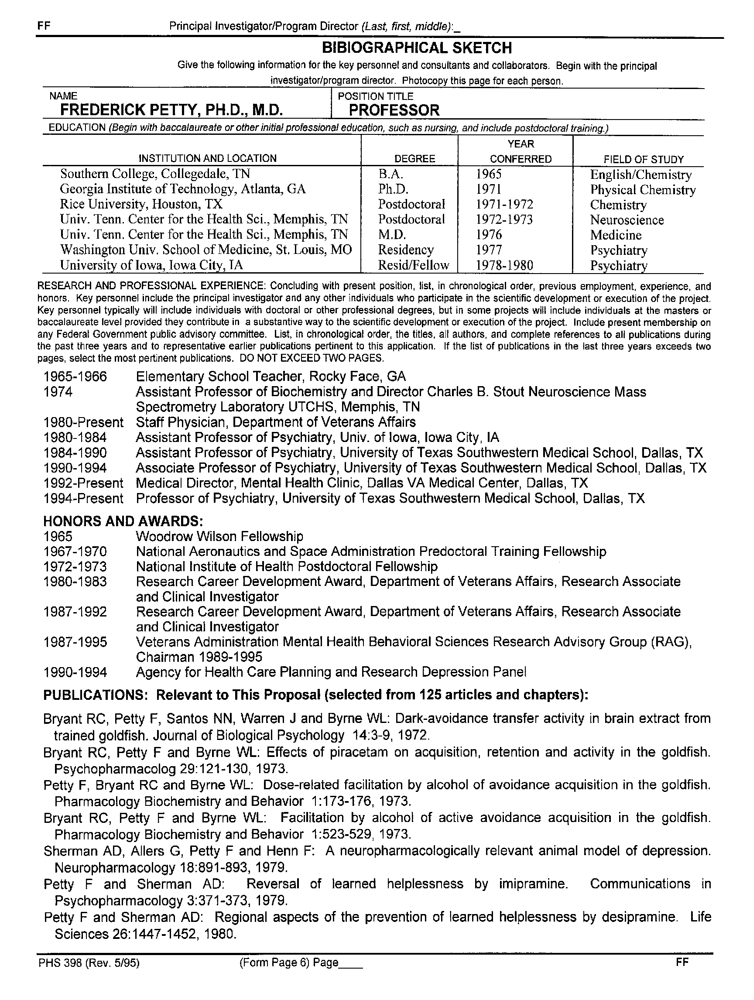 FF Principal Investigator/Program Director (Last, first, middle):_
BIBIOGRAPHICAL SKETCH
Give the following information for the key personnel and consultants and collaborators. Begin with the principal
investigator/program director. Photocopy this page for each person.
NAME POSITION TITLE
FREDERICK PETTY, PH.D., M.D. PROFESSOR
EDUCATION (Begin with baccalaureate or other initial professional education, such as nursing, and include postdoctoral training.)
YEAR
INSTITUTION AND LOCATION DEGREE CONFERRED FIELD OF STUDY
Southern College, Collegedale, TN B.A. 1965 English/Chemistry
Georgia Institute of Technology, Atlanta, GA Ph.D. 1971 Physical Chemistry
Rice University, Houston, TX Postdoctoral 1971-1972 Chemistry
Univ. Tenn. Center for the Health Sci., Memphis, TN Postdoctoral 1972-1973 Neuroscience
Univ. Tenn. Center for the Health Sci., Memphis, TN M.D. 1976 Medicine
Washington Univ. School of Medicine, St. Louis, MO Residency 1977 Psychiatry
University of Iowa, Iowa City, IA Resid/Fellow 1978-1980 Psychiatry
RESEARCH AND PROFESSIONAL EXPERIENCE: Concluding with present position, list, in chronological order, previous employment, experience, and
honors. Key personnel include the principal investigator and any other individuals who participate in the scientific development or execution of the project.
Key personnel typically will include individuals with doctoral or other professional degrees, but in some projects will include individuals at the masters or
baccalaureate level provided they contribute in a substantive way to the scientific development or execution of the project. Include present membership on
any Federal Government public advisory committee. List, in chronological order, the titles, all authors, and complete references to all publications during
the past three years and to representative earlier publications pertinent to this application. If the list of publications in the last three years exceeds two
pages, select the most pertinent publications. DO NOT EXCEED TWO PAGES.
1965-1966 Elementary School Teacher, Rocky Face, GA
1974 Assistant Professor of Biochemistry and Director Charles B. Stout Neuroscience Mass
Spectrometry Laboratory UTCHS, Memphis, TN
1980-Present Staff Physician, Department of Veterans Affairs
1980-1984 Assistant Professor of Psychiatry, Univ. of Iowa, Iowa City, IA
1984-1990 Assistant Professor of Psychiatry, University of Texas Southwestern Medical School, Dallas, TX
1990-1994 Associate Professor of Psychiatry, University of Texas Southwestern Medical School, Dallas, TX
1992-Present Medical Director, Mental Health Clinic, Dallas VA Medical Center, Dallas, TX
1994-Present Professor of Psychiatry, University of Texas Southwestern Medical School, Dallas, TX
HONORS AND AWARDS:
1965 Woodrow Wilson Fellowship
1967-1970 National Aeronautics and Space Administration Predoctoral Training Fellowship
1972-1973 National Institute of Health Postdoctoral Fellowship
1980-1983 Research Career Development Award, Department of Veterans Affairs, Research Associate
and Clinical Investigator
1987-1992 Research Career Development Award, Department of Veterans Affairs, Research Associate
and Clinical Investigator
1987-1995 Veterans Administration Mental Health Behavioral Sciences Research Advisory Group (RAG),
Chairman 1989-1995
1990-1994 Agency for Health Care Planning and Research Depression Panel
PUBLICATIONS: Relevant to This Proposal (selected from 125 articles and chapters):
Bryant RC, Petty F, Santos NN, Warren J and Byrne WL: Dark-avoidance transfer activity in brain extract from
trained goldfish. Journal of Biological Psychology 14:3-9, 1972.
Bryant RC, Petty F and Byrne WL: Effects of piracetam on acquisition, retention and activity in the goldfish.
Psychopharmacolog 29:121-130, 1973.
Petty F, Bryant RC and Byrne WL: Dose-related facilitation by alcohol of avoidance acquisition in the goldfish.
Pharmacology Biochemistry and Behavior 1:173-176, 1973.
Bryant RC, Petty F and Byrne WL: Facilitation by alcohol of active avoidance acquisition in the goldfish.
Pharmacology Biochemistry and Behavior 1:523-529, 1973.
Sherman AD, Allers G, Petty F and Henn F: A neuropharmacologically relevant animal model of depression.
Neuropharmacology 18:891-893, 1979.
Petty F and Sherman AD: Reversal of learned helplessness by imipramine. Communications in
Psychopharmacology 3:371-373, 1979.
Petty F and Sherman AD: Regional aspects of the prevention of learned helplessness by desipramine. Life
Sciences 26:1447-1452, 1980.
PHS 398 (Rev. 5/95) (Form Page 6) Page____ FF